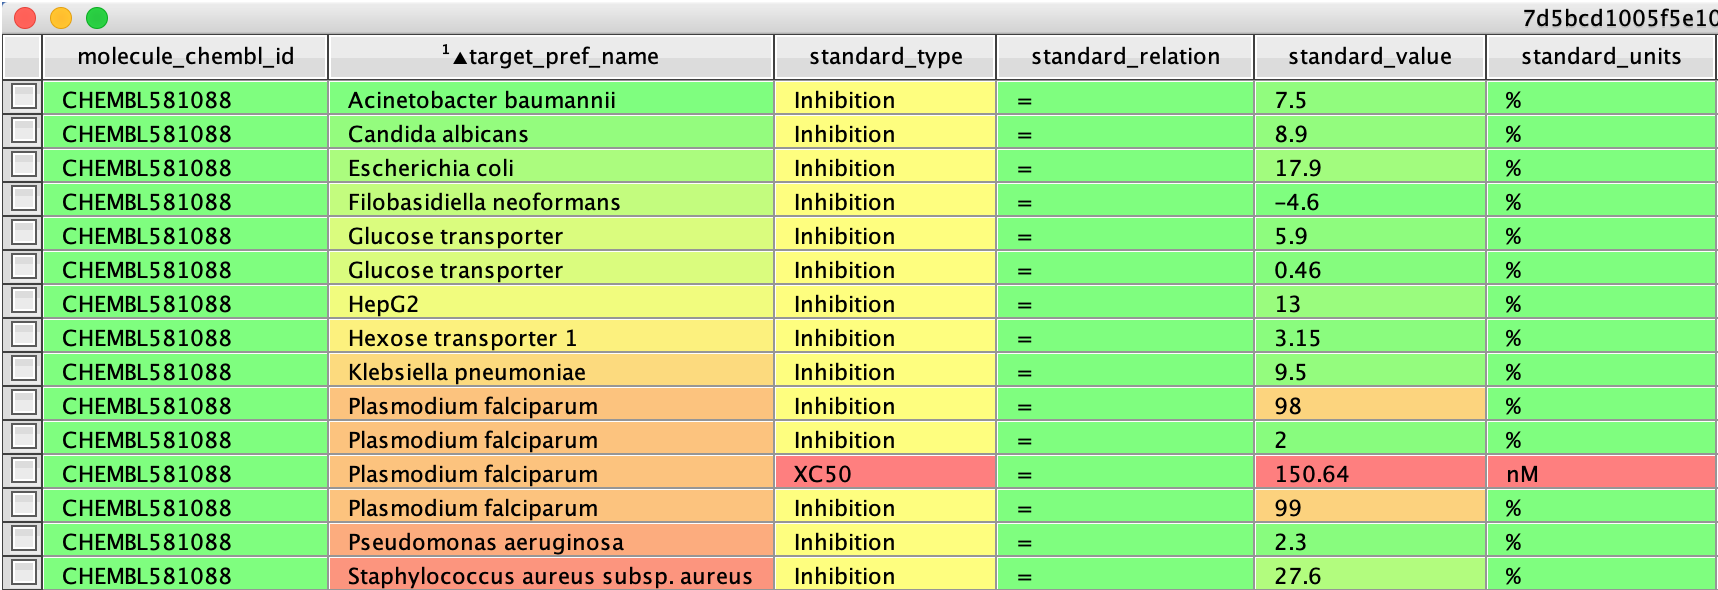 7d5bcd1005f5e10
molecule_chembl_id 1▲target_pref_name standard_type standard_relation standard_value standard_units
CHEMBL581088 Acinetobacter baumannii Inhibition = 7.5 %
CHEMBL581088 Candida albicans Inhibition = 8.9 %
CHEMBL581088 Escherichia coli Inhibition = 17.9 %
CHEMBL581088 Filobasidiella neoformans Inhibition = −4.6 %
CHEMBL581088 Glucose transporter Inhibition = 5.9 %
CHEMBL581088 Glucose transporter Inhibition = 0.46 %
CHEMBL581088 HepG2 Inhibition = 13 %
CHEMBL581088 Hexose transporter 1 Inhibition = 3.15 %
CHEMBL581088 Klebsiella pneumoniae Inhibition = 9.5 %
CHEMBL581088 Plasmodium falciparum Inhibition = 98 %
CHEMBL581088 Plasmodium falciparum Inhibition = 2 %
CHEMBL581088 Plasmodium falciparum XC50 = 150.64 nM
CHEMBL581088 Plasmodium falciparum Inhibition = 99 %
CHEMBL581088 Pseudomonas aeruginosa Inhibition = 2.3 %
CHEMBL581088 Staphylococcus aureus subsp. aureus Inhibition = 27.6 %